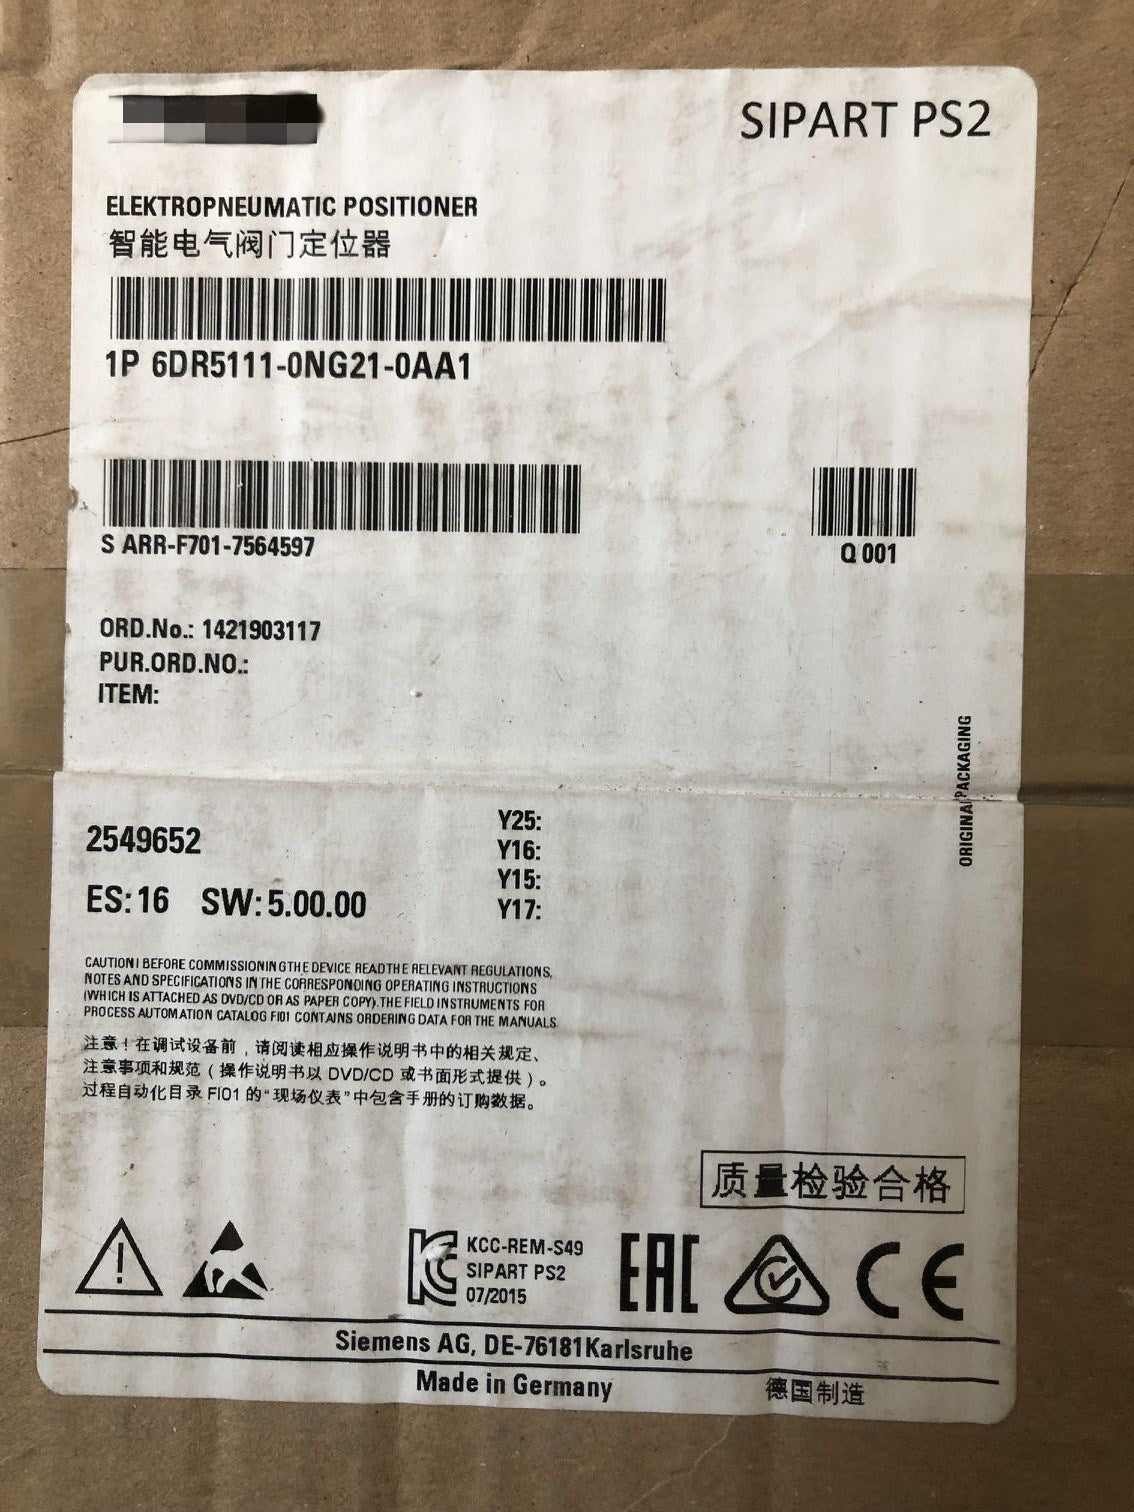 SIPART PS2
ELEKTROPNEUMATIC POSITIONER
智能电气阀门定位器
1P 6DR5111-0NG21-0AA1
S ARR-F701-7564597
Q 001
ORD.No.: 1421903117
PUR.ORD.NO.:
ITEM:
ORIGINAL PACKAGING
2549652
ES: 16 SW: 5.00.00
Y25:
Y16:
Y15:
Y17:
CAUTION! BEFORE COMMISSIONING THE DEVICE READ THE RELEVANT REGULATIONS,
NOTES AND SPECIFICATIONS IN THE CORRESPONDING OPERATING INSTRUCTIONS
(WHICH IS ATTACHED AS DVD/CD OR AS PAPER COPY). THE FIELD INSTRUMENTS FOR
PROCESS AUTOMATION CATALOG FI01 CONTAINS ORDERING DATA FOR THE MANUALS
注意！在调试设备前，请阅读相应操作说明书中的相关规定、
注意事项和规范（操作说明书以 DVD/CD 或书面形式提供）。
过程自动化目录 FI01 的“现场仪表”中包含手册的订购数据。
质量检验合格
KCC-REM-S49
SIPART PS2
07/2015
EAC
CE
Siemens AG, DE-76181 Karlsruhe
Made in Germany 德国制造